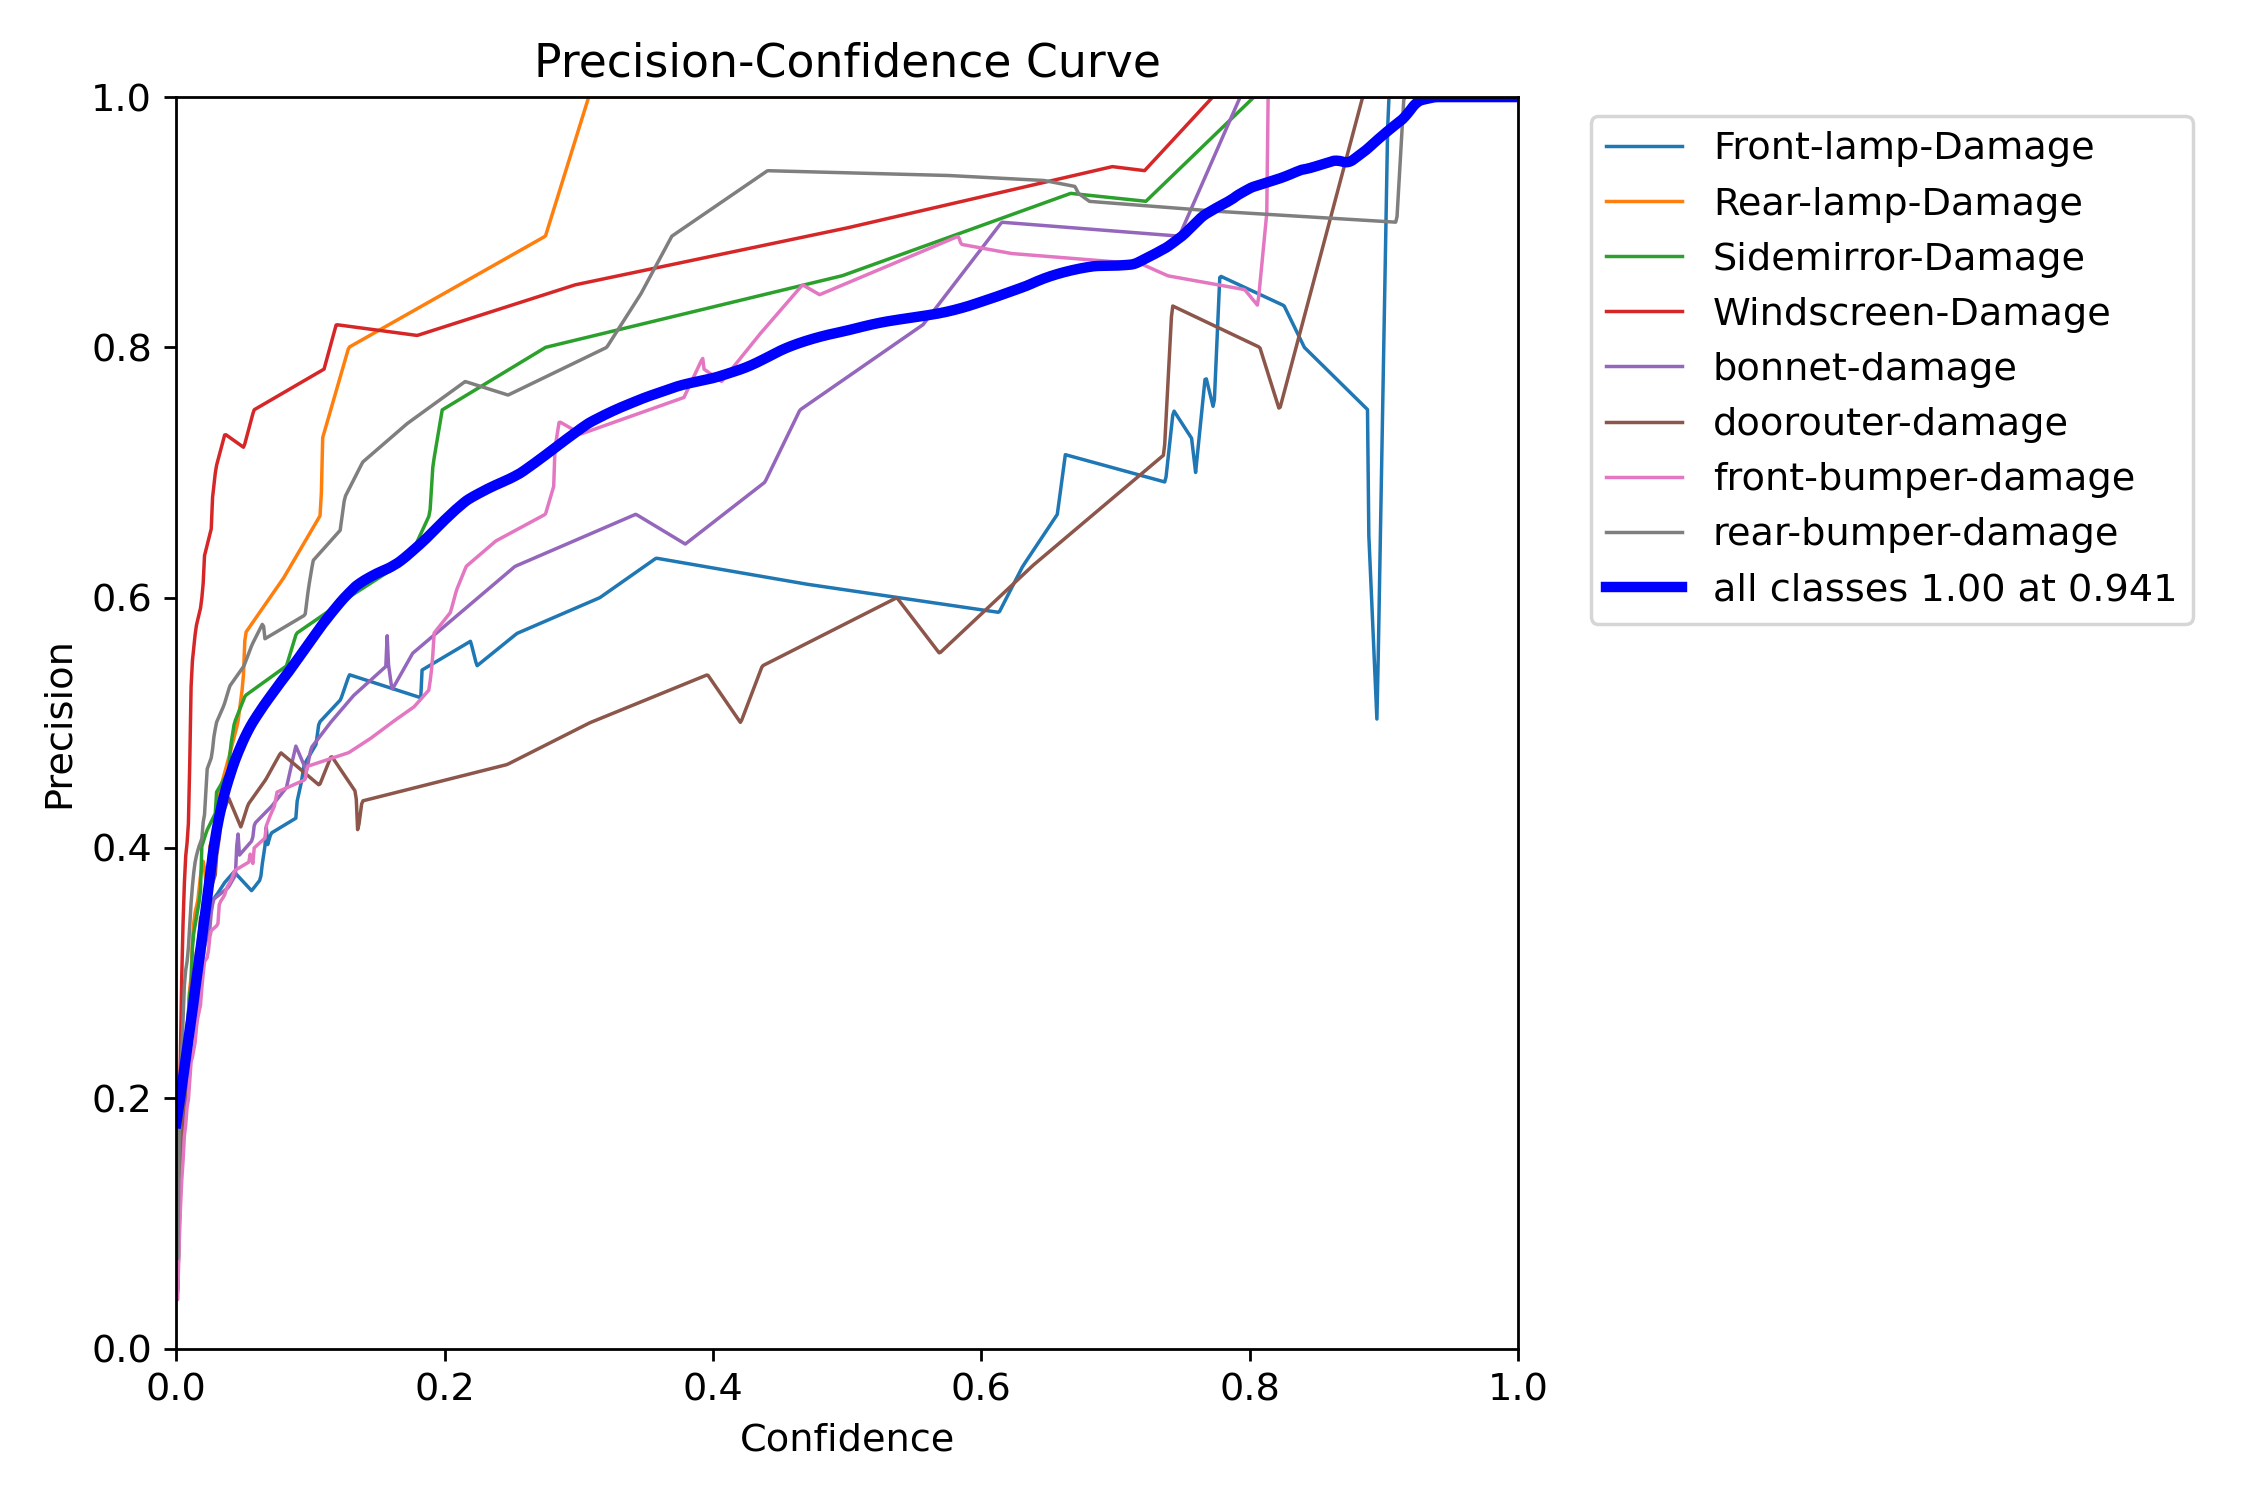 Precision-Confidence Curve
1.0
0.8
0.6
0.4
0.2
0.0
Precision
0.0 0.2 0.4 0.6 0.8 1.0
Confidence
Front-lamp-Damage
Rear-lamp-Damage
Sidemirror-Damage
Windscreen-Damage
bonnet-damage
doorouter-damage
front-bumper-damage
rear-bumper-damage
all classes 1.00 at 0.941